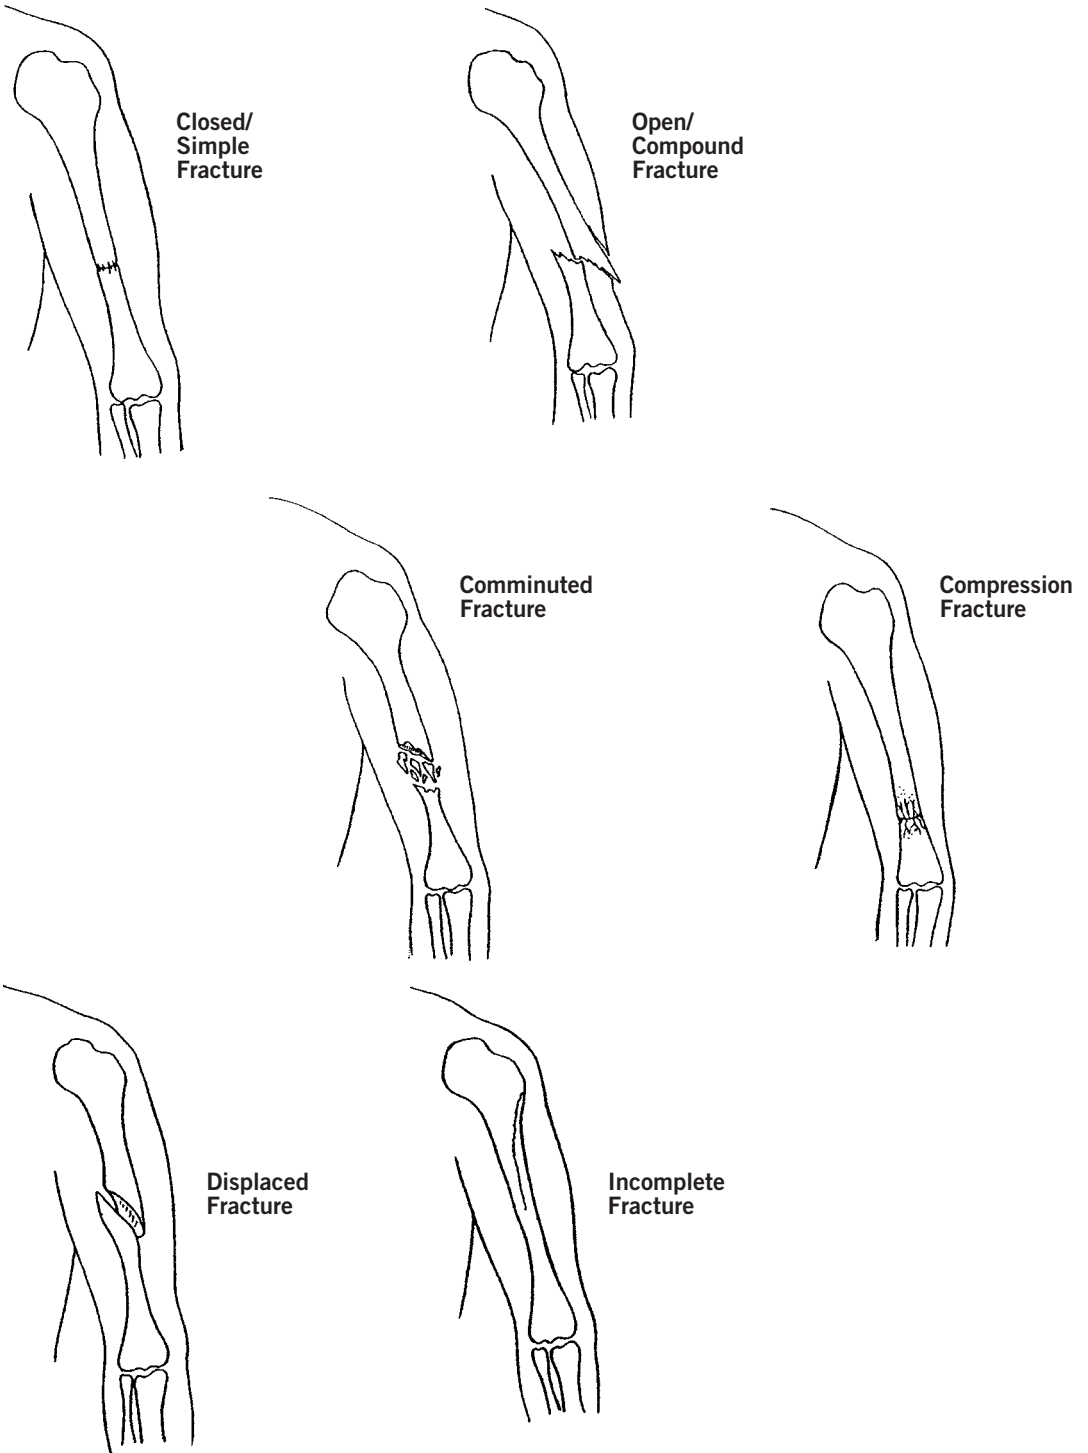 Closed/
Simple
Fracture
Open/
Compound
Fracture
Comminuted
Fracture
Compression
Fracture
Displaced
Fracture
Incomplete
Fracture